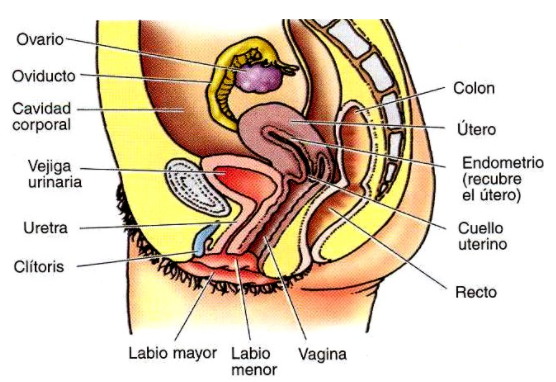 Ovario
Oviducto
Cavidad
corporal
Vejiga
urinaria
Uretra
Clítoris
Labio mayor
Labio
menor
Vagina
Colon
Útero
Endometrio
(recubre
el útero)
Cuello
uterino
Recto